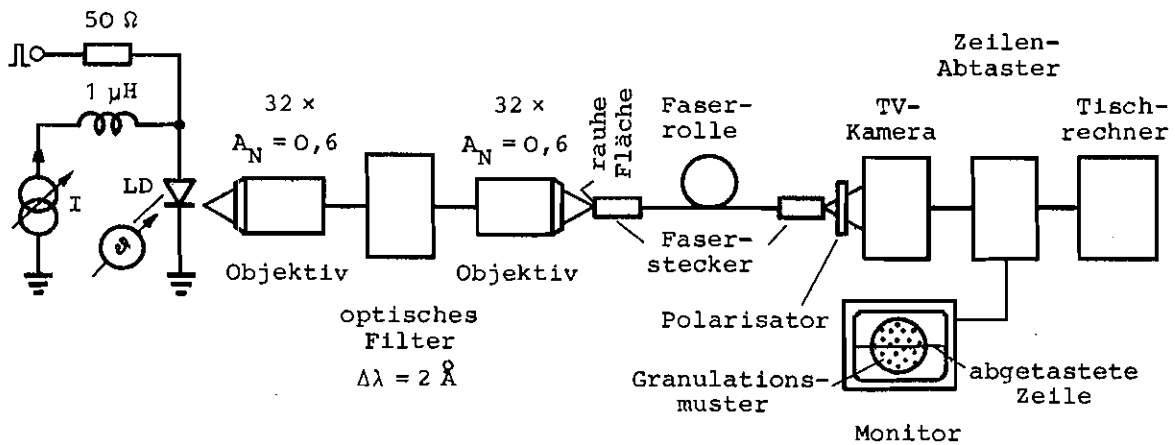 50 Ω
1 µH
I
LD
ϑ
32 ×
A_N = 0,6
Objektiv
optisches
Filter
Δλ = 2 Å
32 ×
A_N = 0,6
Objektiv
rauhe
Fläche
Faser-
rolle
Faser-
stecker
Polarisator
Zeilen-
Abtaster
TV-
Kamera
Tisch-
rechner
Granulations-
muster
abgetastete
Zeile
Monitor